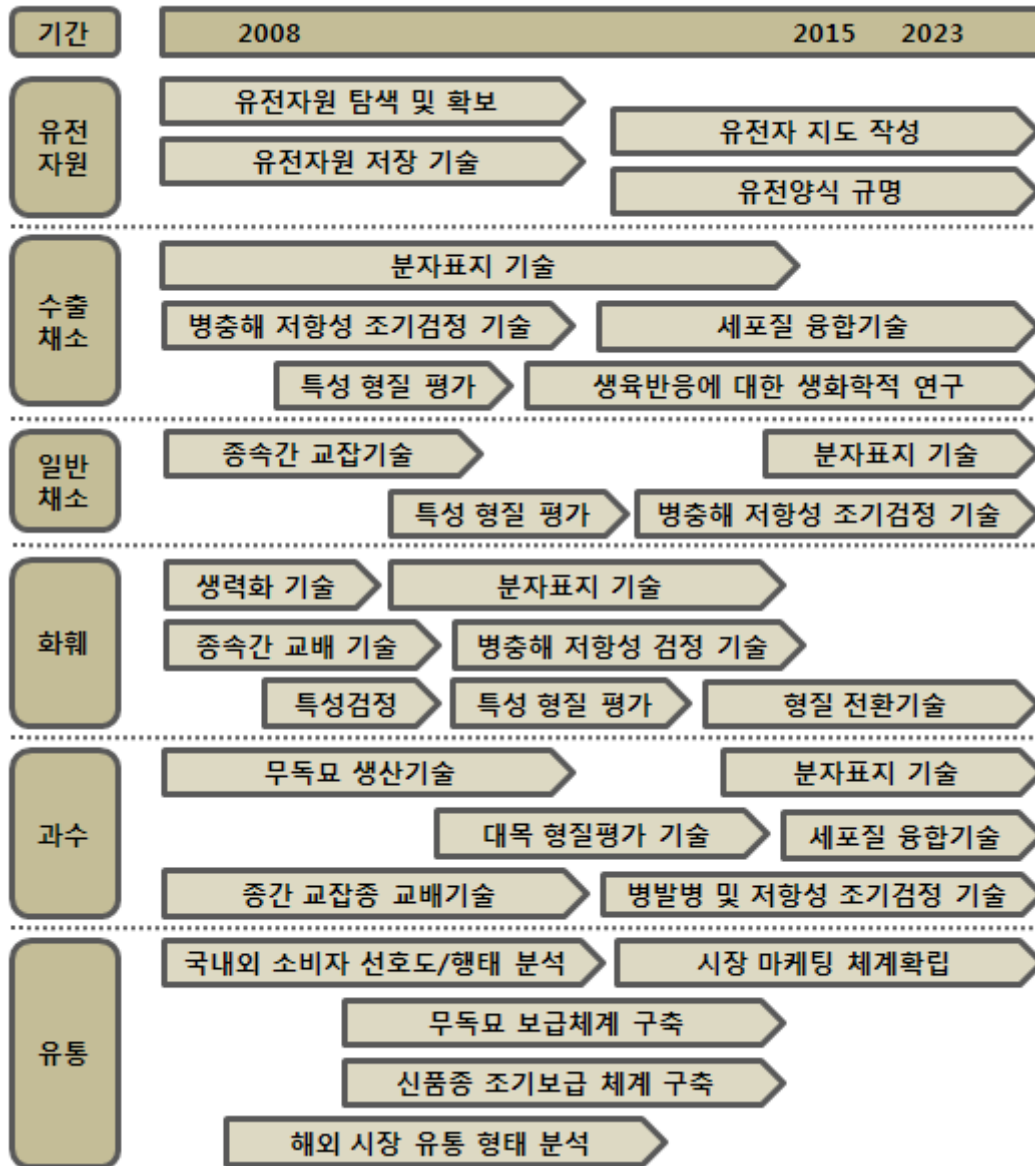 기간
2008
2015
2023
유전
자원
유전자원 탐색 및 확보
유전자 지도 작성
유전자원 저장 기술
유전양식 규명
수출
채소
분자표지 기술
병충해 저항성 조기검정 기술
세포질 융합기술
특성 형질 평가
생육반응에 대한 생화학적 연구
일반
채소
종속간 교잡기술
분자표지 기술
특성 형질 평가
병충해 저항성 조기검정 기술
화훼
생력화 기술
분자표지 기술
종속간 교배 기술
병충해 저항성 검정 기술
특성검정
특성 형질 평가
형질 전환기술
과수
무독묘 생산기술
분자표지 기술
대목 형질평가 기술
세포질 융합기술
종간 교잡종 교배기술
병발병 및 저항성 조기검정 기술
유통
국내외 소비자 선호도/행태 분석
시장 마케팅 체계확립
무독묘 보급체계 구축
신품종 조기보급 체계 구축
해외 시장 유통 형태 분석